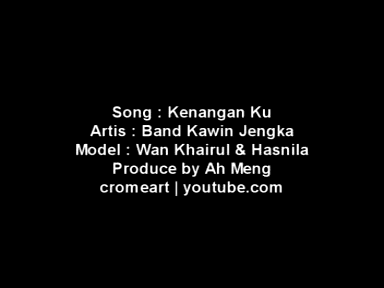 Song : Kenangan Ku
Artis : Band Kawin Jengka
Model : Wan Khairul & Hasnila
Produce by Ah Meng
cromeart | youtube.com